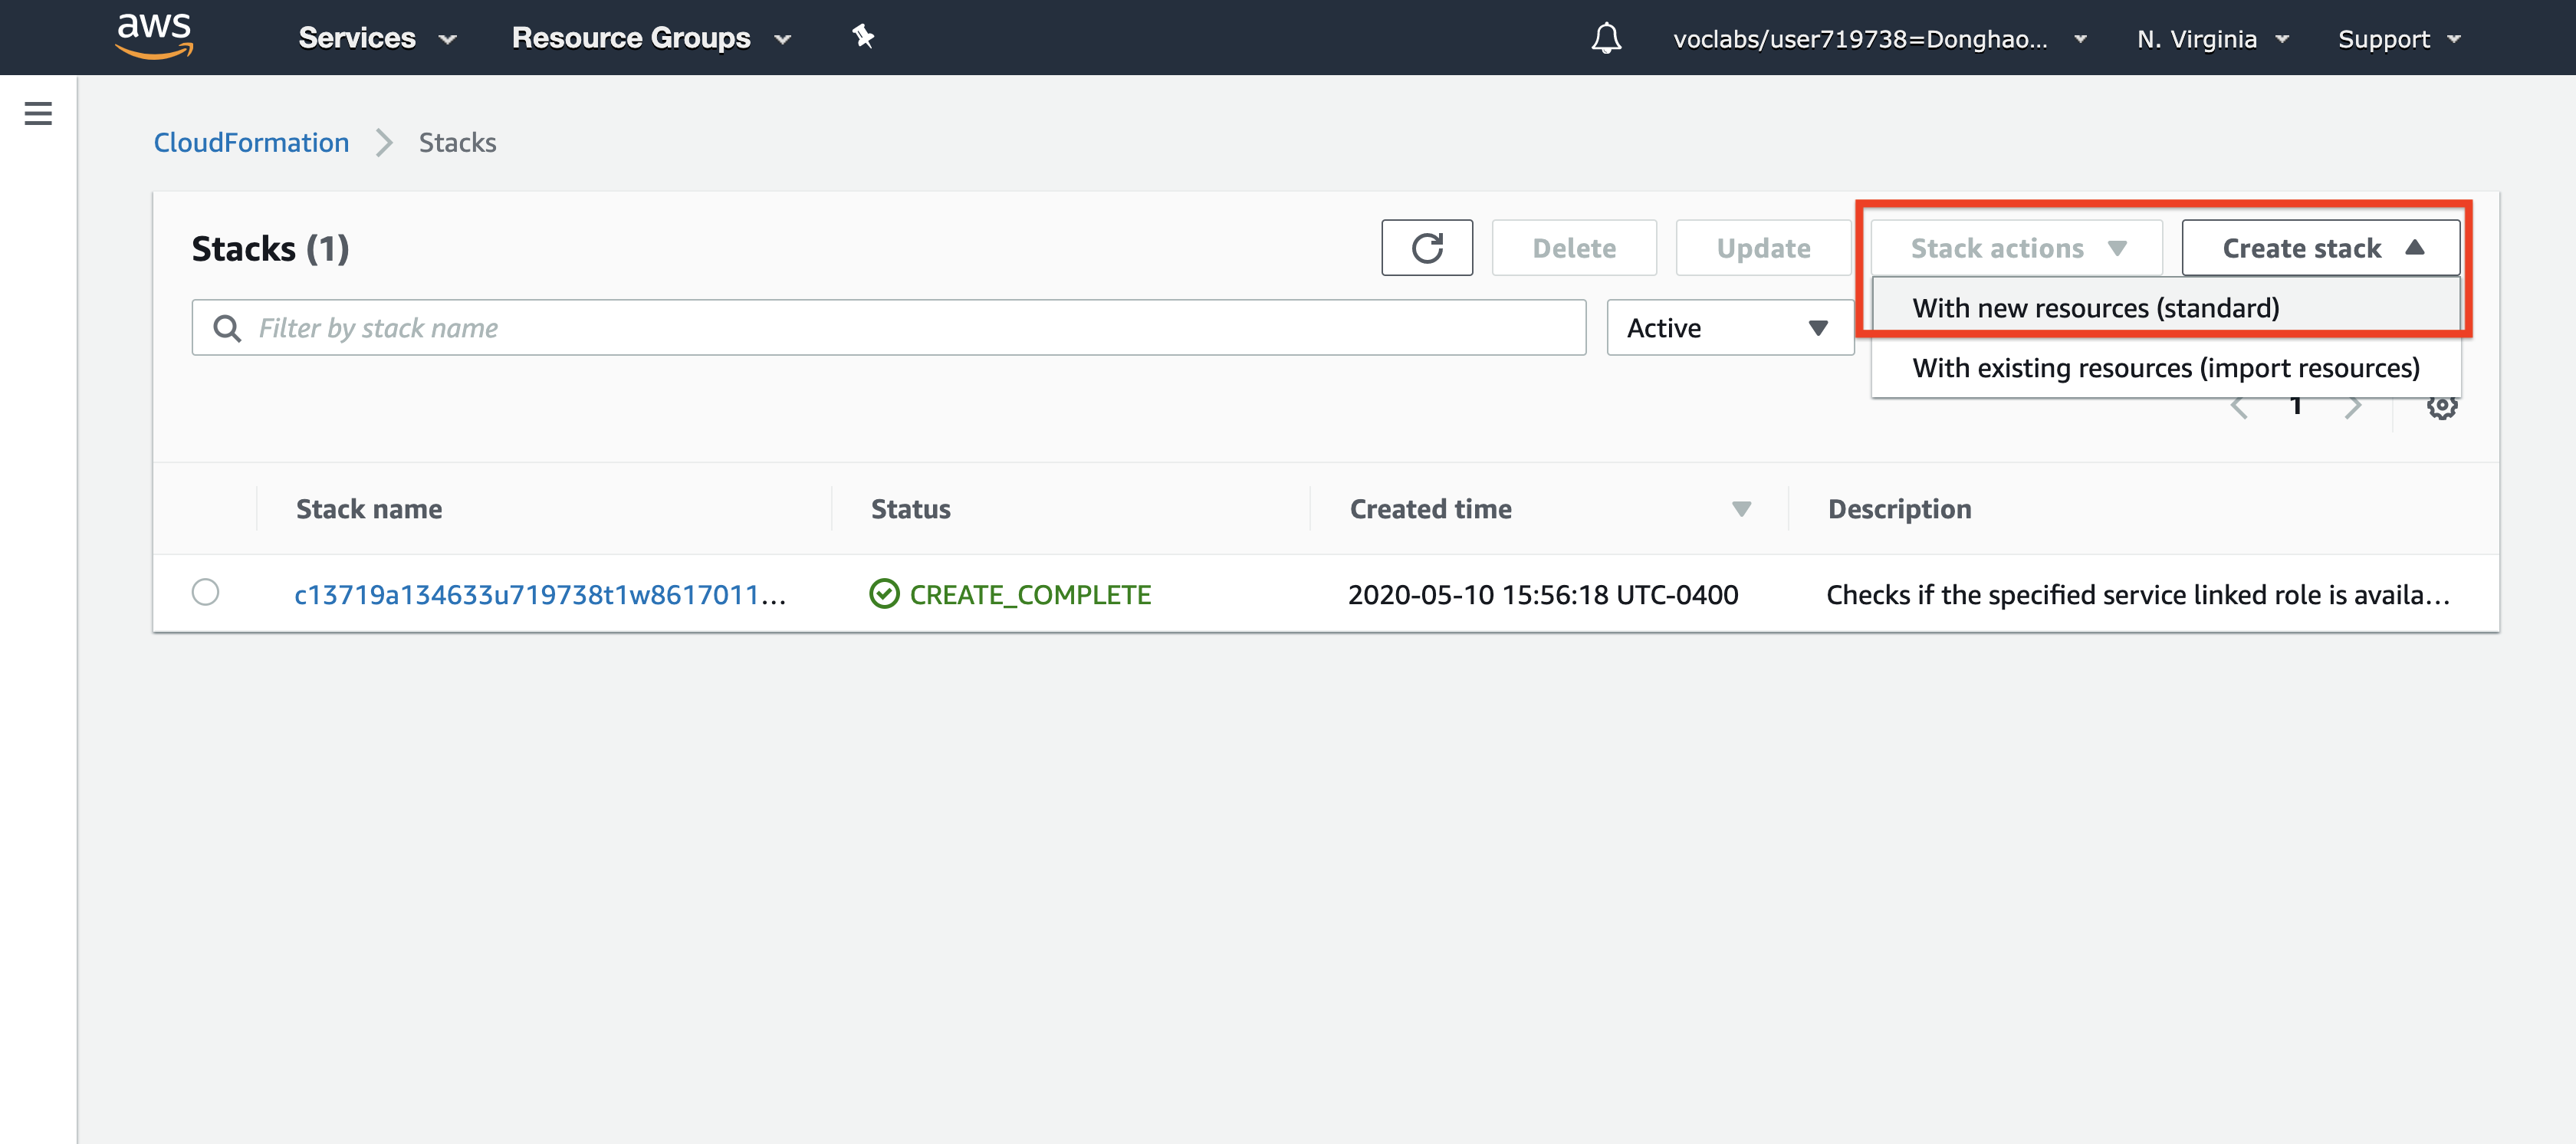 aws Services Resource Groups voclabs/user719738=Donghao... N. Virginia Support
CloudFormation Stacks
Stacks (1) Delete Update Stack actions Create stack
With new resources (standard)
Filter by stack name Active
With existing resources (import resources)
1
Stack name Status Created time Description
c13719a134633u719738t1w8617011... CREATE_COMPLETE 2020-05-10 15:56:18 UTC-0400 Checks if the specified service linked role is availa...